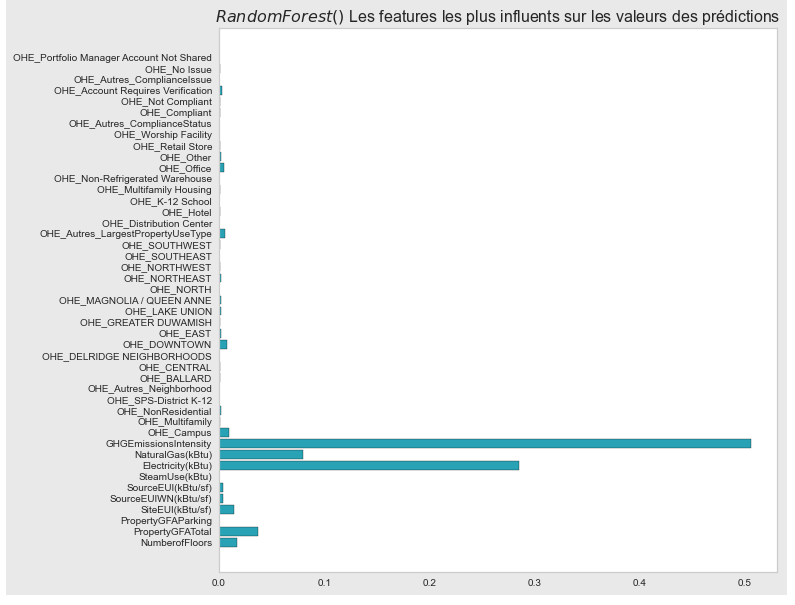 RandomForest() Les features les plus influents sur les valeurs des prédictions
OHE_Portfolio Manager Account Not Shared
OHE_No Issue
OHE_Autres_ComplianceIssue
OHE_Account Requires Verification
OHE_Not Compliant
OHE_Compliant
OHE_Autres_ComplianceStatus
OHE_Worship Facility
OHE_Retail Store
OHE_Other
OHE_Office
OHE_Non-Refrigerated Warehouse
OHE_Multifamily Housing
OHE_K-12 School
OHE_Hotel
OHE_Distribution Center
OHE_Autres_LargestPropertyUseType
OHE_SOUTHWEST
OHE_SOUTHEAST
OHE_NORTHWEST
OHE_NORTHEAST
OHE_NORTH
OHE_MAGNOLIA / QUEEN ANNE
OHE_LAKE UNION
OHE_GREATER DUWAMISH
OHE_EAST
OHE_DOWNTOWN
OHE_DELRIDGE NEIGHBORHOODS
OHE_CENTRAL
OHE_BALLARD
OHE_Autres_Neighborhood
OHE_SPS-District K-12
OHE_NonResidential
OHE_Multifamily
OHE_Campus
GHGEmissionsIntensity
NaturalGas(kBtu)
Electricity(kBtu)
SteamUse(kBtu)
SourceEUI(kBtu/sf)
SourceEUIWN(kBtu/sf)
SiteEUI(kBtu/sf)
PropertyGFAParking
PropertyGFATotal
NumberofFloors
0.0 0.1 0.2 0.3 0.4 0.5